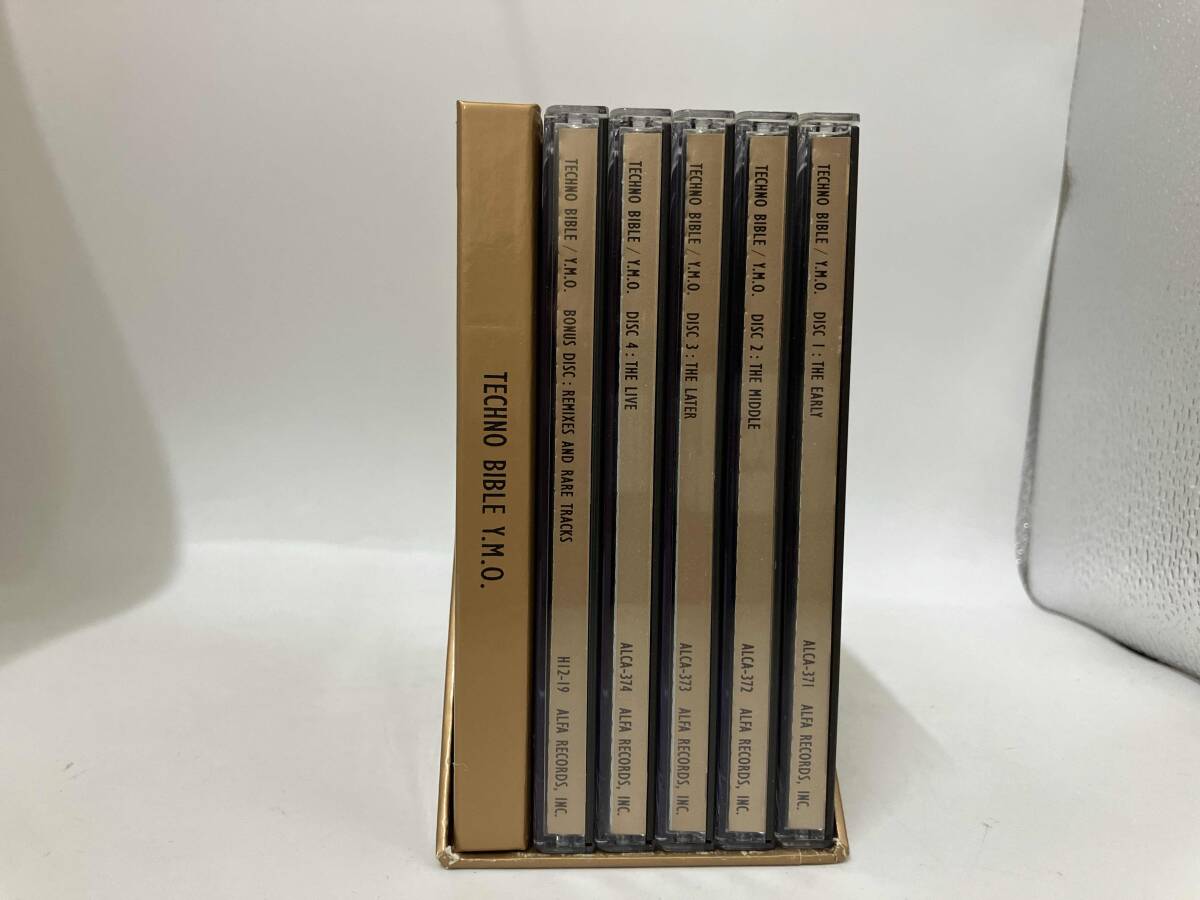 TECHNO BIBLE Y.M.O.
TECHNO BIBLE / Y.M.O. BONUS DISC : REMIXES AND RARE TRACKS H12-19 ALFA RECORDS, INC.
TECHNO BIBLE / Y.M.O. DISC 4 : THE LIVE ALCA-374 ALFA RECORDS, INC.
TECHNO BIBLE / Y.M.O. DISC 3 : THE LATER ALCA-373 ALFA RECORDS, INC.
TECHNO BIBLE / Y.M.O. DISC 2 : THE MIDDLE ALCA-372 ALFA RECORDS, INC.
TECHNO BIBLE / Y.M.O. DISC 1 : THE EARLY ALCA-371 ALFA RECORDS, INC.